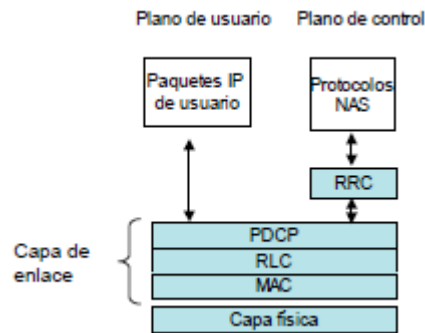 Plano de usuario
Plano de control
Paquetes IP
de usuario
Protocolos
NAS
RRC
PDCP
RLC
MAC
Capa de
enlace
Capa física